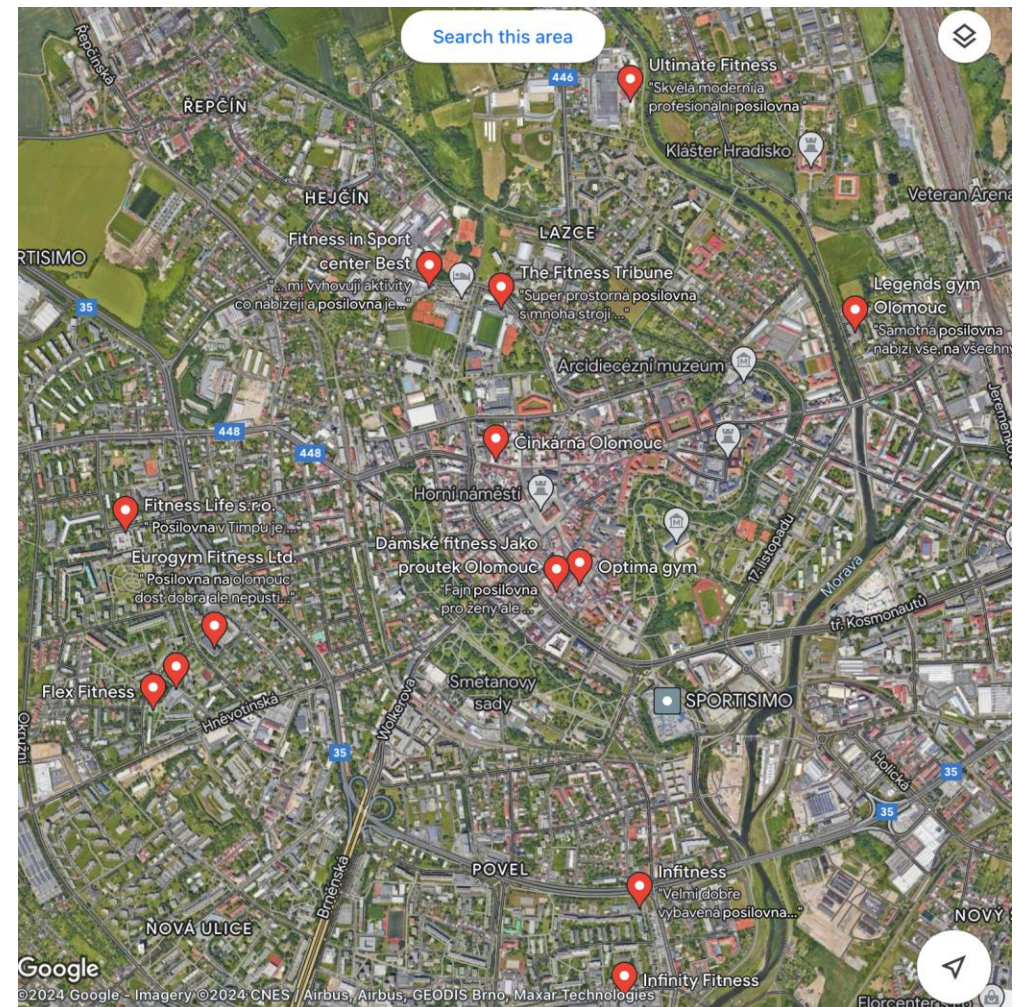 Search this area
Řepčínská
446
Ultimate Fitness
"Skvělá moderní a
profesionální posilovna"
ŘEPČÍN
Klášter Hradisko
HEJČÍN
Veteran Arena
Fitness in Sport
center Best
"... mi vyhovují aktivity
co nabízejí a posilovna je..."
LAZCE
RTISIMO
The Fitness Tribune
"Super prostorná posilovna
s mnoha stroji ..."
Legends gym
Olomouc
"Samotná posilovna
nabízí vše, na všechny
35
Arcidiecézní muzeum
Jeremenkova
448
448
Činkárna Olomouc
Horní náměstí
Fitness Life s.r.o.
"Posilovna v Timpu je ..."
Eurogym Fitness Ltd.
"Posilovna na olomouc
dost dobrá ale nepustí..."
Dámské fitness Jako
proutek Olomouc
"Fajn posilovna
pro ženy ale ..."
Optima gym
17. listopadu
Morava
tř. Kosmonautů
Flex Fitness
Hněvotínská
Smetanovy
sady
SPORTISIMO
Wolkerova
Okružní
35
Holická
35
35
POVEL
Infitness
"Velmi dobře
vybavená posilovna..."
Brněnská
NOVÁ ULICE
NOVÝ
Google
Infinity Fitness
©2024 Google - Imagery ©2024 CNES / Airbus, Airbus, GEODIS Brno, Maxar Technologies